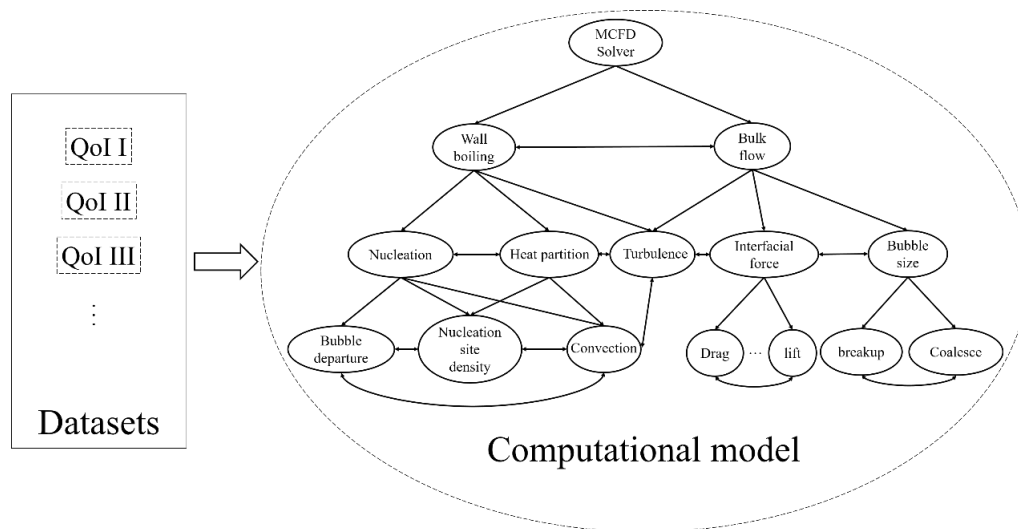 MCFD
Solver
Wall
boiling
Bulk
flow
QoI I
QoI II
QoI III
⋮
Nucleation
Heat partition
Turbulence
Interfacial
force
Bubble
size
Bubble
departure
Nucleation
site
density
Convection
Drag
...
lift
breakup
Coalesce
Datasets
Computational model